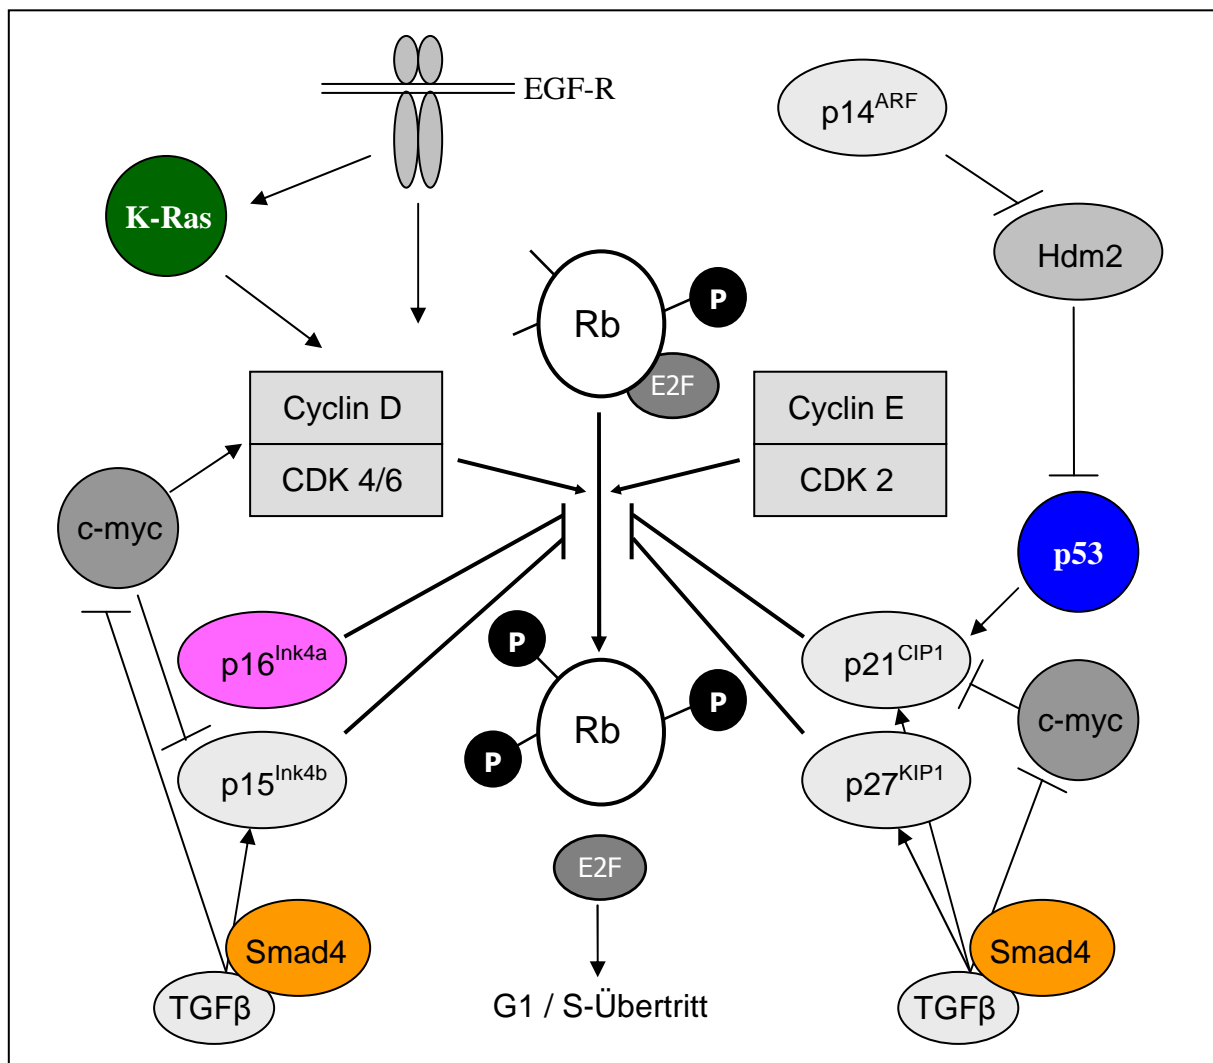 EGF-R
p14ARF
K-Ras
Hdm2
Rb
P
E2F
Cyclin D
CDK 4/6
Cyclin E
CDK 2
c-myc
p53
p16Ink4a
P
p21CIP1
Rb
P
P
c-myc
p15Ink4b
p27KIP1
E2F
Smad4
TGFβ
G1 / S-Übertritt
Smad4
TGFβ